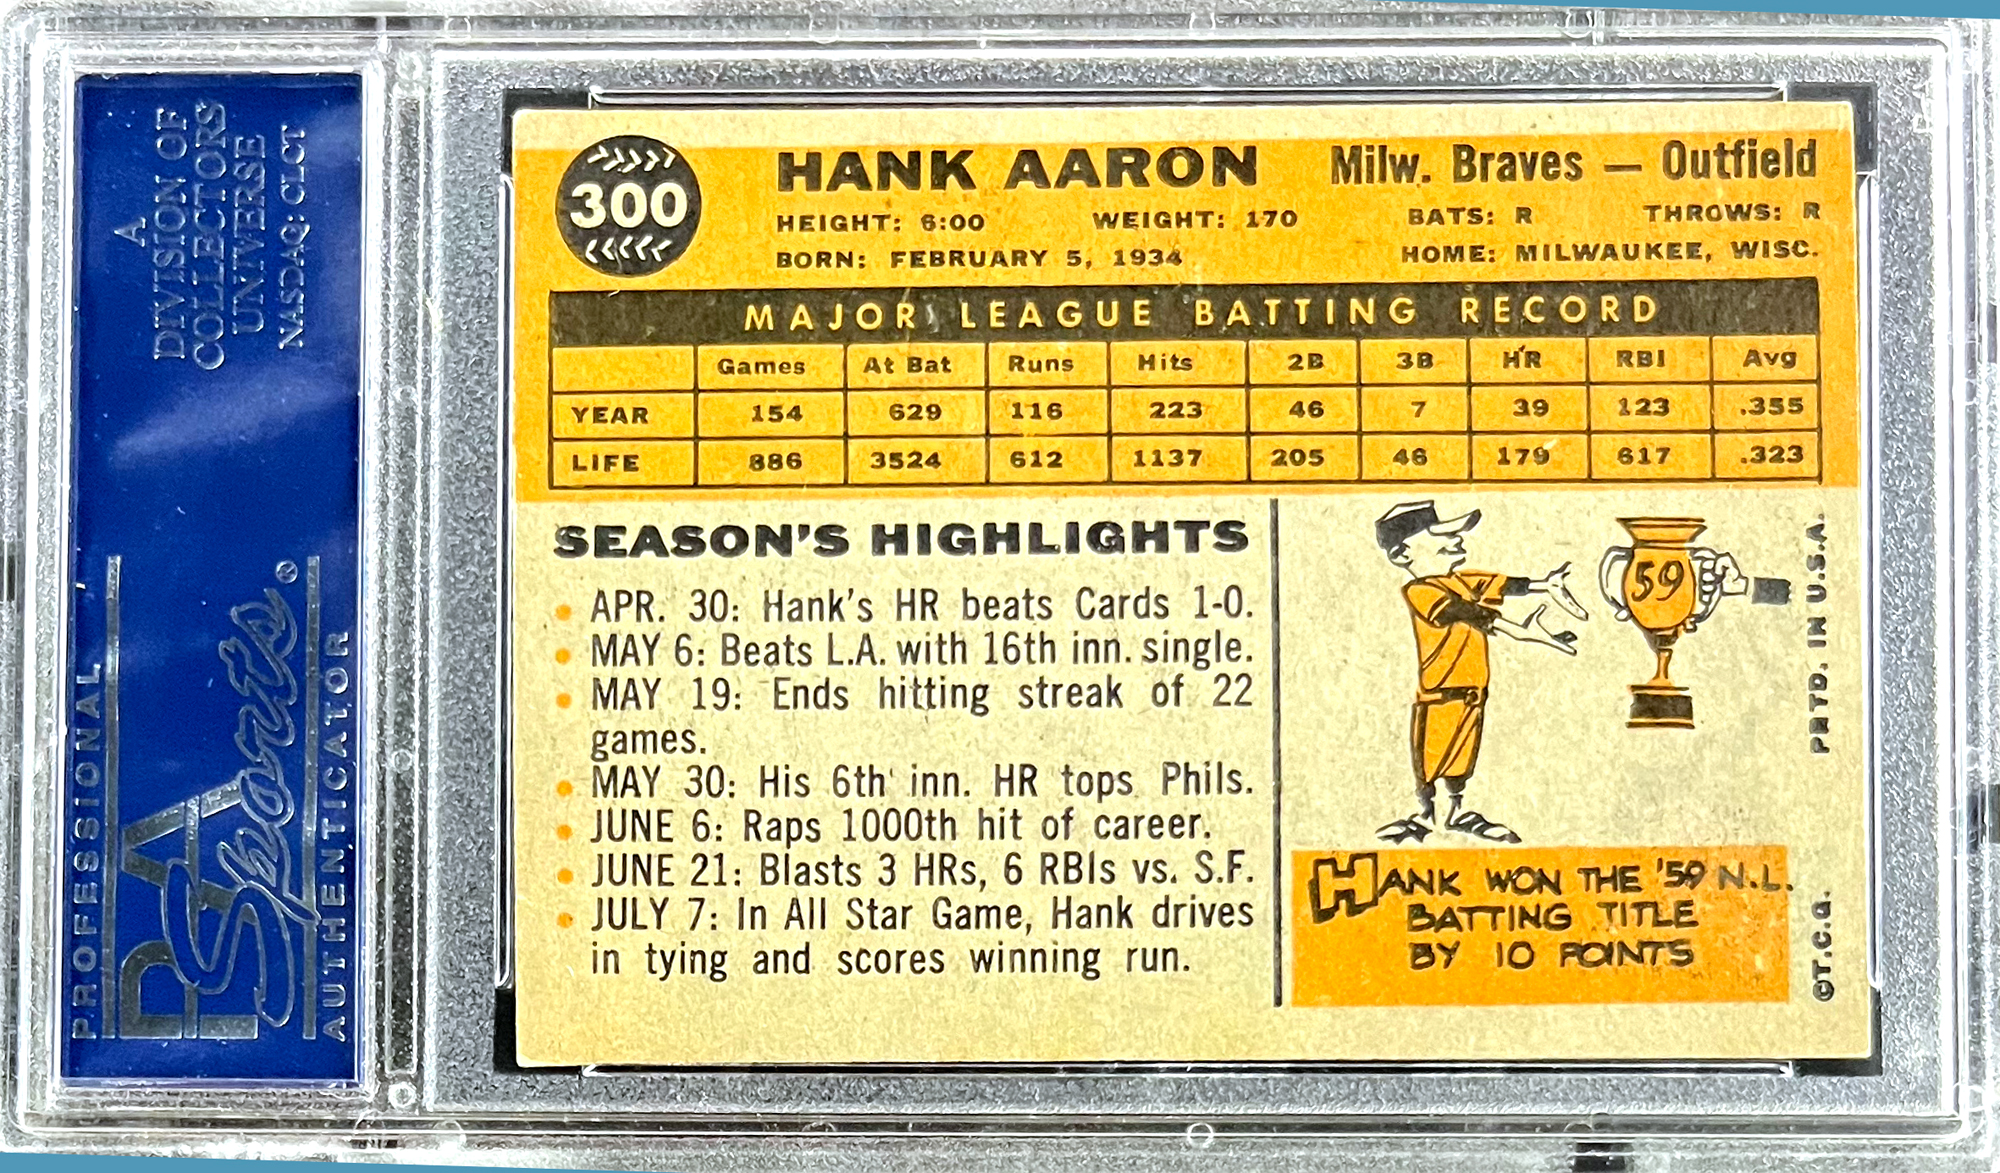 A
DIVISION OF
COLLECTORS
UNIVERSE
NASDAQ: CLCT
PROFESSIONAL
PSA
Sports®
AUTHENTICATOR
300
HANK AARON Milw. Braves — Outfield
HEIGHT: 6:00 WEIGHT: 170 BATS: R THROWS: R
BORN: FEBRUARY 5, 1934 HOME: MILWAUKEE, WISC.
MAJOR LEAGUE BATTING RECORD
Games At Bat Runs Hits 2B 3B HR RBI Avg
YEAR 154 629 116 223 46 7 39 123 .355
LIFE 886 3524 612 1137 205 46 179 617 .323
SEASON'S HIGHLIGHTS
APR. 30: Hank's HR beats Cards 1-0.
MAY 6: Beats L.A. with 16th inn. single.
MAY 19: Ends hitting streak of 22
games.
MAY 30: His 6th inn. HR tops Phils.
JUNE 6: Raps 1000th hit of career.
JUNE 21: Blasts 3 HRs, 6 RBIs vs. S.F.
JULY 7: In All Star Game, Hank drives
in tying and scores winning run.
59
HANK WON THE '59 N.L.
BATTING TITLE
BY 10 POINTS
©T.C.G.
PRTD. IN U.S.A.